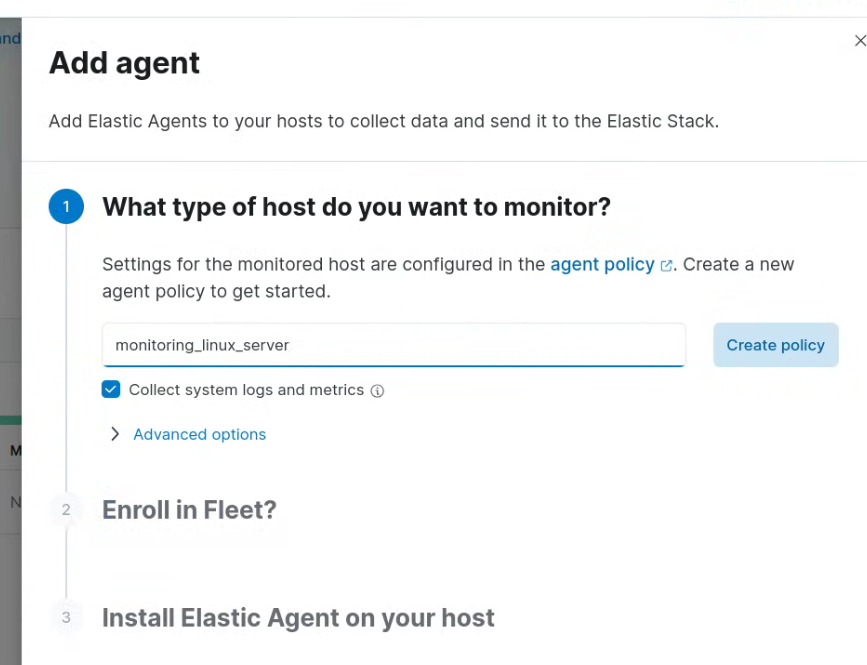 and
Add agent
Add Elastic Agents to your hosts to collect data and send it to the Elastic Stack.
1
What type of host do you want to monitor?
Settings for the monitored host are configured in the agent policy. Create a new
agent policy to get started.
monitoring_linux_server
Create policy
Collect system logs and metrics
Advanced options
M
N
2
Enroll in Fleet?
3
Install Elastic Agent on your host